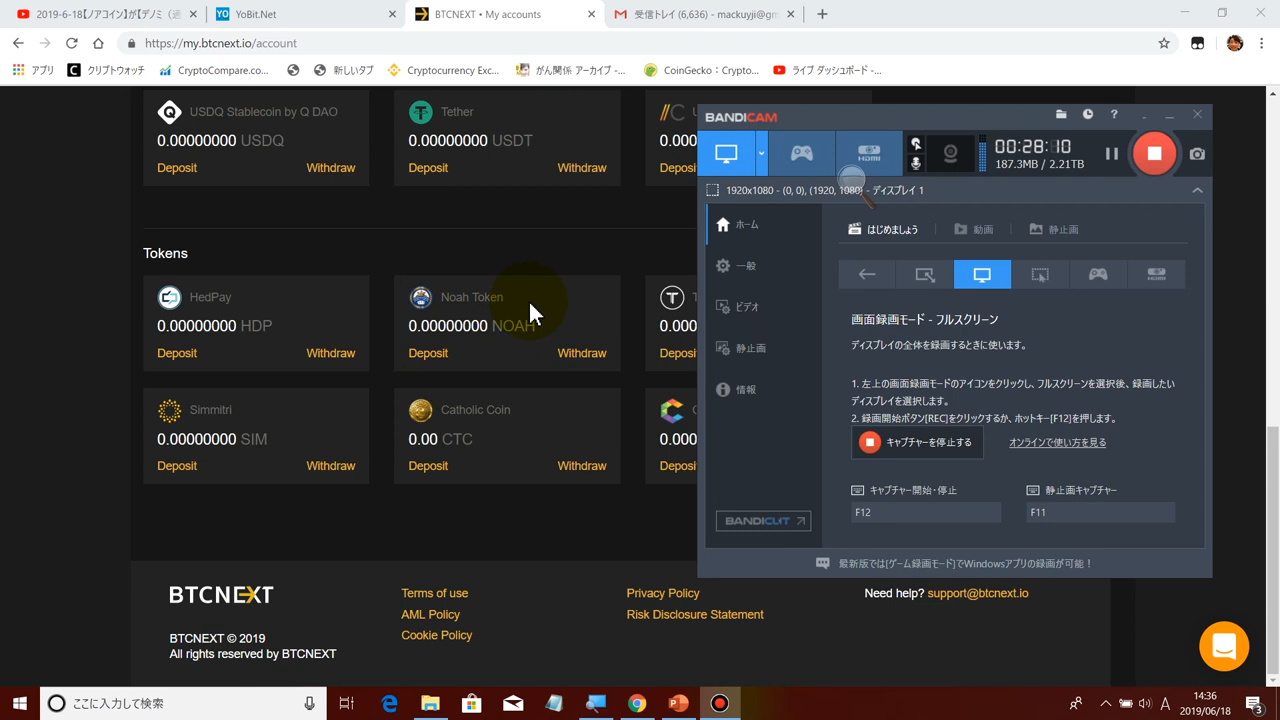 2019-6-18【ノアコイン】が【デノミ（通
YoBit.Net
BTCNEXT • My accounts
受信トレイ (6,636) - mackuyji@gm
https://my.btcnext.io/account
アプリ
クリプトウォッチ
CryptoCompare.co...
新しいタブ
Cryptocurrency Exc...
がん関係 アーカイブ - ...
CoinGecko：Crypto...
ライブ ダッシュボード - ...
USDQ Stablecoin by Q DAO
0.00000000 USDQ
Deposit
Withdraw
Tether
0.00000000 USDT
Deposit
Withdraw
0.000
Deposi
Tokens
HedPay
0.00000000 HDP
Deposit
Withdraw
Noah Token
0.00000000 NOAH
Deposit
Withdraw
0.000
Deposi
Simmitri
0.00000000 SIM
Deposit
Withdraw
Catholic Coin
0.00 CTC
Deposit
Withdraw
0.000
Deposi
BTCNEXT
BTCNEXT © 2019
All rights reserved by BTCNEXT
Terms of use
AML Policy
Cookie Policy
Privacy Policy
Risk Disclosure Statement
Need help? support@btcnext.io
BANDICAM
HDMI
00:28:10
187.3MB / 2.21TB
1920x1080 - (0, 0), (1920, 1080) - ディスプレイ 1
ホーム
一般
ビデオ
静止画
情報
BANDICUT
はじめましょう
動画
静止画
画面録画モード - フルスクリーン
ディスプレイの全体を録画するときに使います。
1. 左上の画面録画モードのアイコンをクリックし、フルスクリーンを選択後、録画したい
ディスプレイを選択します。
2. 録画開始ボタン[REC]をクリックするか、ホットキー[F12]を押します。
キャプチャーを停止する
オンラインで使い方を見る
キャプチャー開始・停止
F12
静止画キャプチャー
F11
最新版では[ゲーム録画モード]でWindowsアプリの録画が可能！
ここに入力して検索
A
14:36
2019/06/18
3